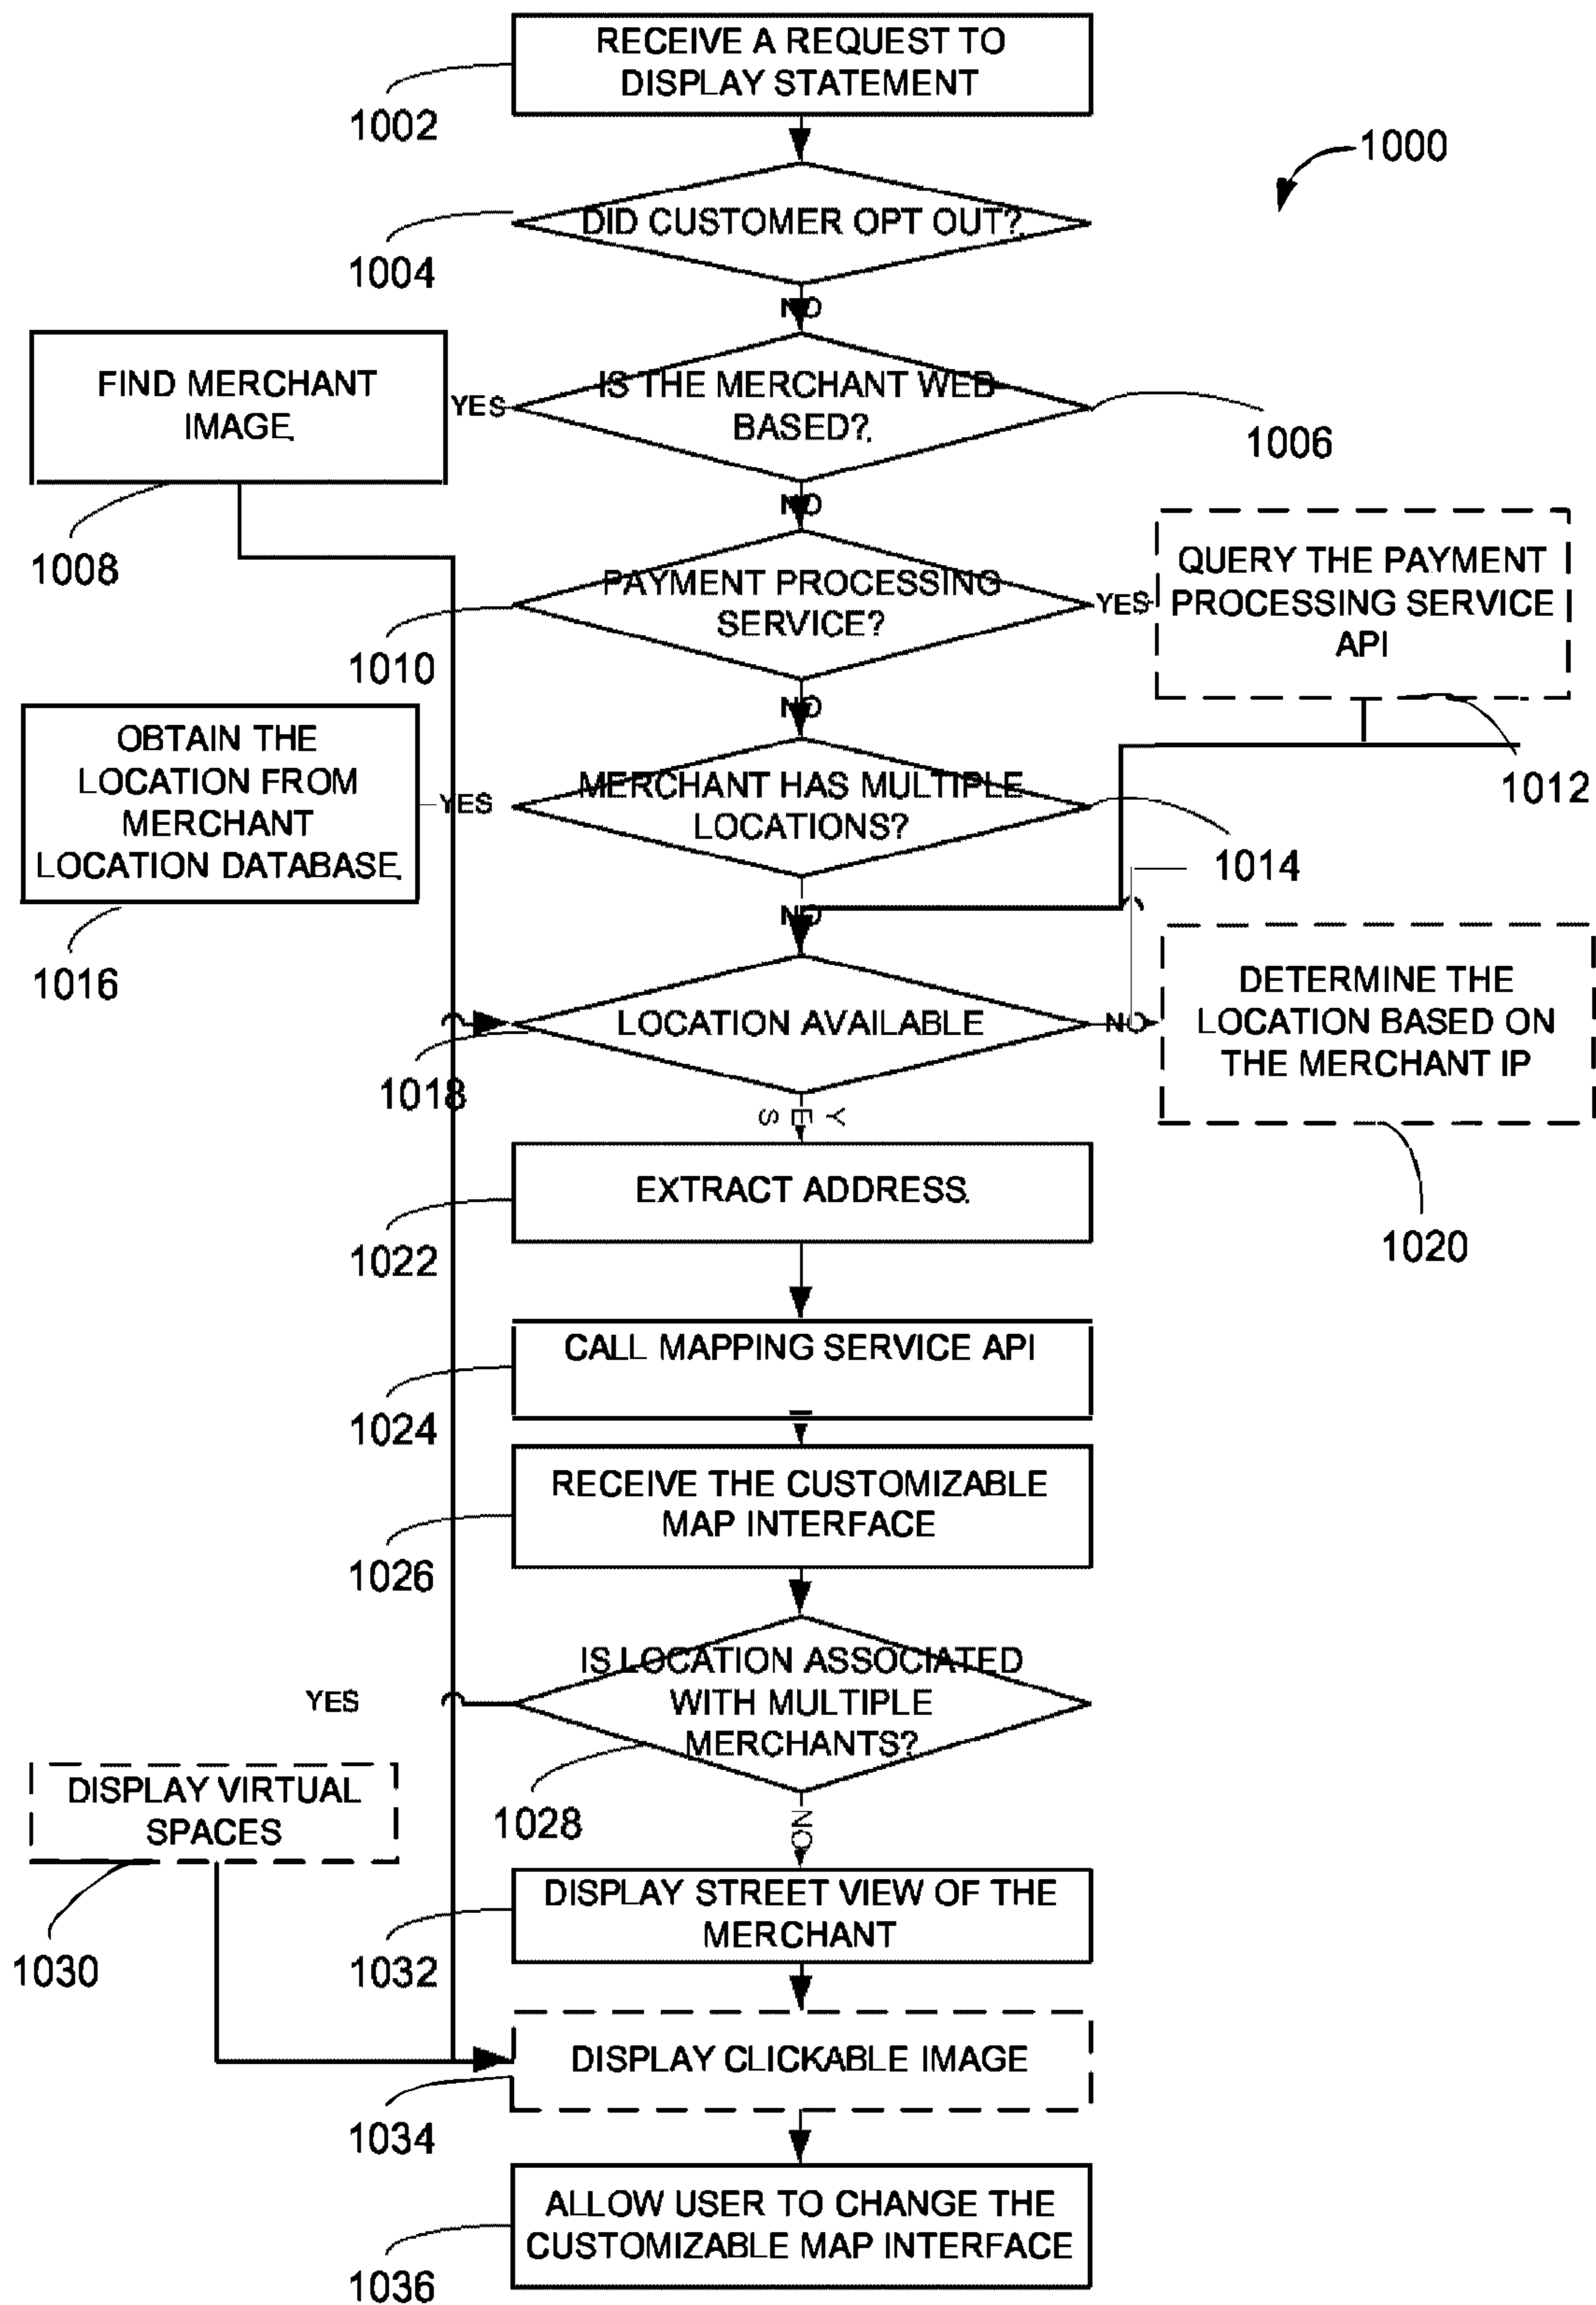 RECEIVE A REQUEST TO
DISPLAY STATEMENT
1002
1000
DID CUSTOMER OPT OUT?
1004
NO
FIND MERCHANT
IMAGE
YES
IS THE MERCHANT WEB
BASED?
1006
1008
NO
PAYMENT PROCESSING
SERVICE?
1010
YES
QUERY THE PAYMENT
PROCESSING SERVICE
API
1012
NO
OBTAIN THE
LOCATION FROM
MERCHANT
LOCATION DATABASE
YES
MERCHANT HAS MULTIPLE
LOCATIONS?
1014
1016
NO
LOCATION AVAILABLE
1018
NO
DETERMINE THE
LOCATION BASED ON
THE MERCHANT IP
1020
YES
EXTRACT ADDRESS
1022
CALL MAPPING SERVICE API
1024
RECEIVE THE CUSTOMIZABLE
MAP INTERFACE
1026
IS LOCATION ASSOCIATED
WITH MULTIPLE
MERCHANTS?
YES
1028
DISPLAY VIRTUAL
SPACES
1030
NO
DISPLAY STREET VIEW OF THE
MERCHANT
1032
DISPLAY CLICKABLE IMAGE
1034
ALLOW USER TO CHANGE THE
CUSTOMIZABLE MAP INTERFACE
1036